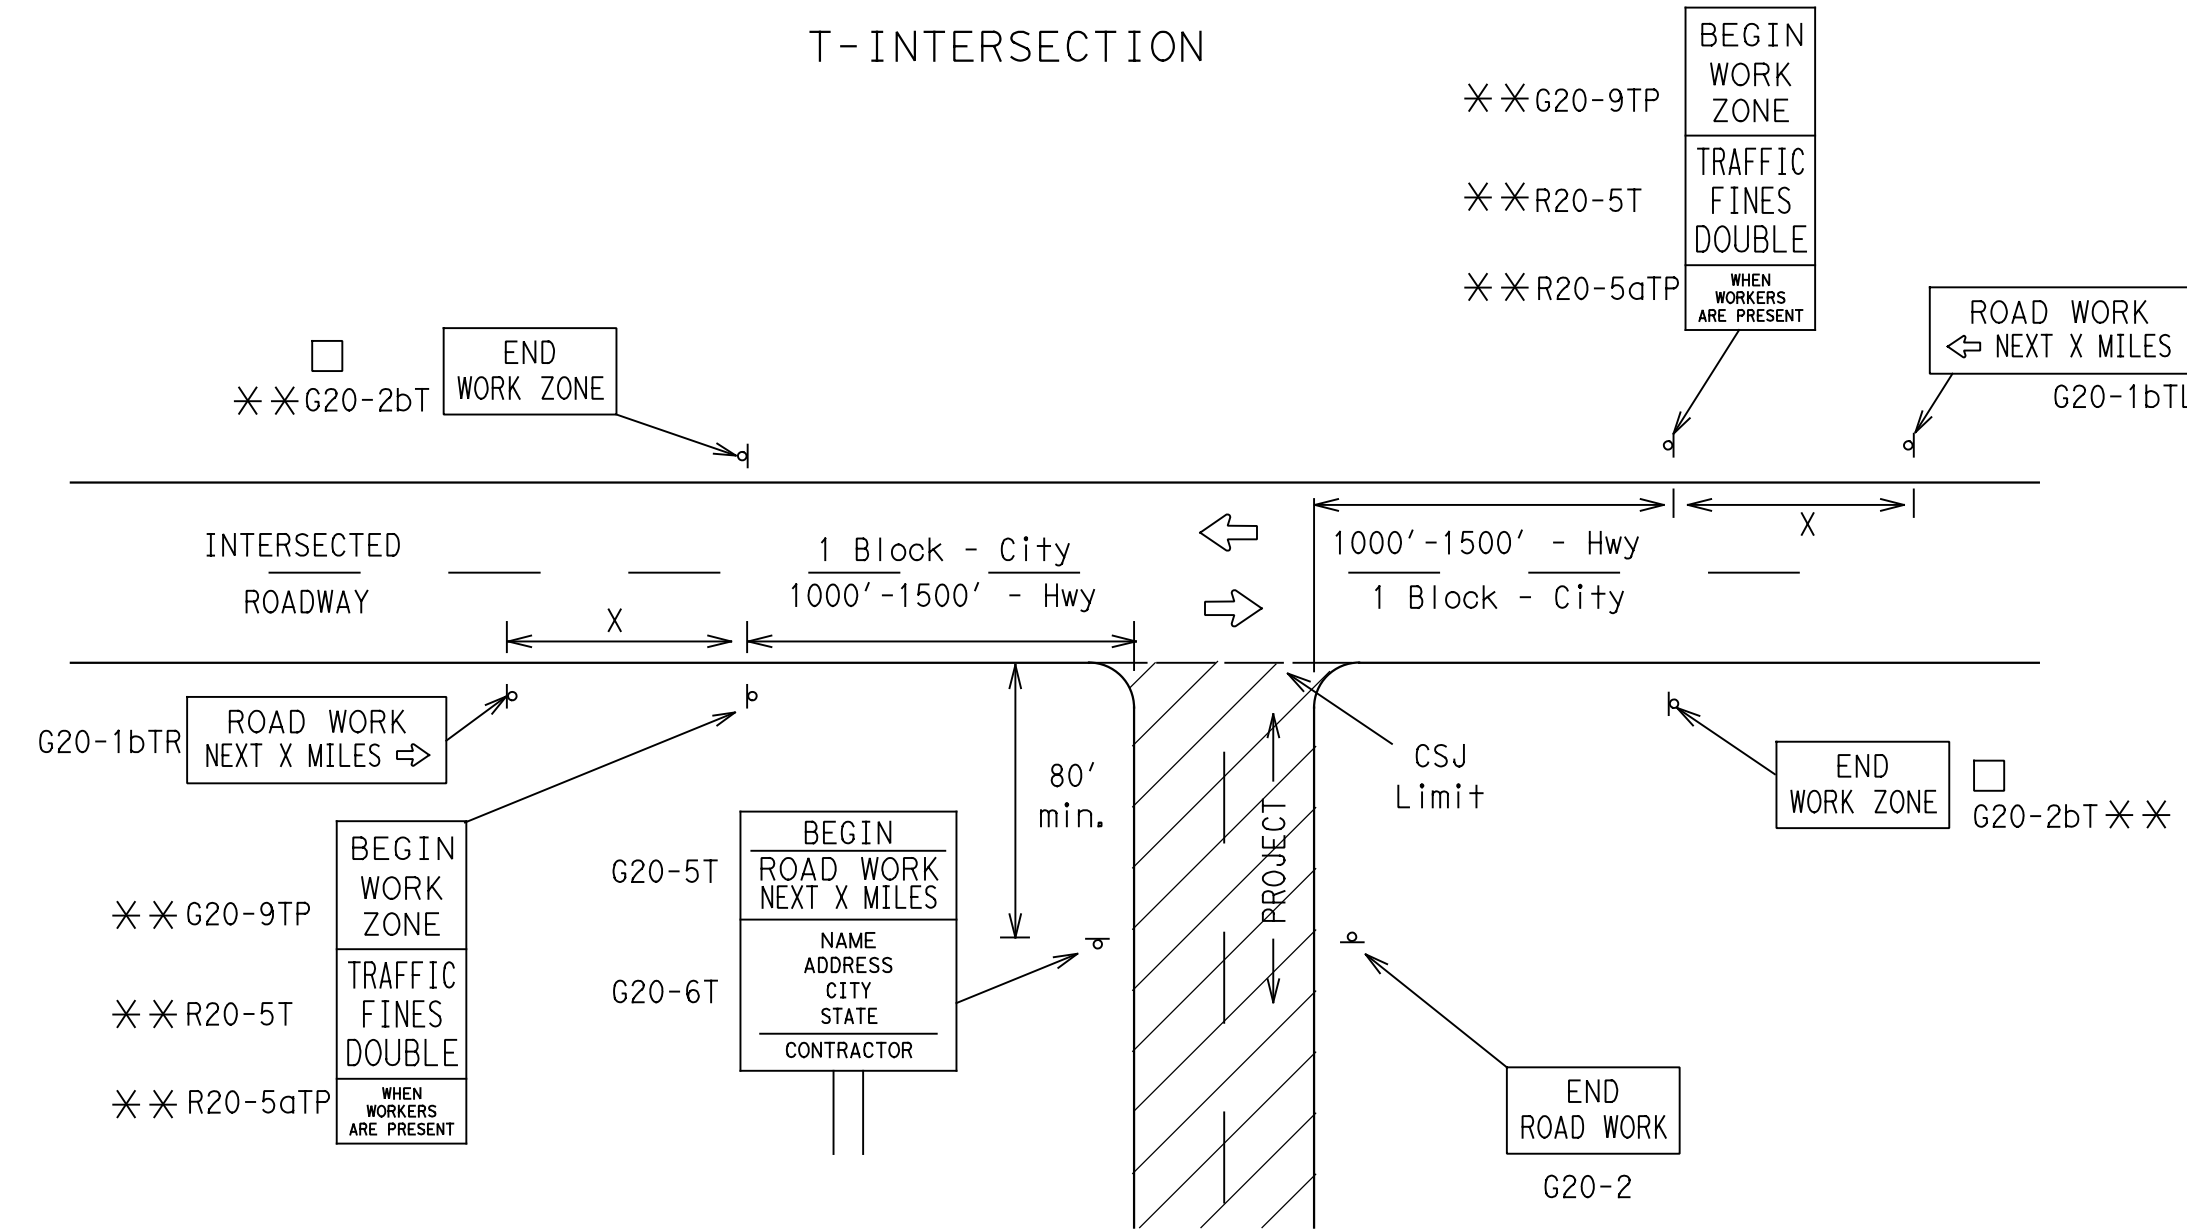 T-INTERSECTION
BEGIN
WORK
ZONE
TRAFFIC
FINES
DOUBLE
WHEN
WORKERS
ARE PRESENT
**G20-9TP
**R20-5T
**R20-5aTP
ROAD WORK
⇦ NEXT X MILES
G20-1bTL
END
WORK ZONE
**G20-2bT
INTERSECTED
ROADWAY
1 Block - City
1000'-1500' - Hwy
X
1000'-1500' - Hwy
1 Block - City
X
G20-1bTR
ROAD WORK
NEXT X MILES ⇨
80'
min.
CSJ
Limit
PROJECT
END
WORK ZONE
G20-2bT**
BEGIN
WORK
ZONE
TRAFFIC
FINES
DOUBLE
WHEN
WORKERS
ARE PRESENT
**G20-9TP
**R20-5T
**R20-5aTP
G20-5T
BEGIN
ROAD WORK
NEXT X MILES
G20-6T
NAME
ADDRESS
CITY
STATE
CONTRACTOR
END
ROAD WORK
G20-2